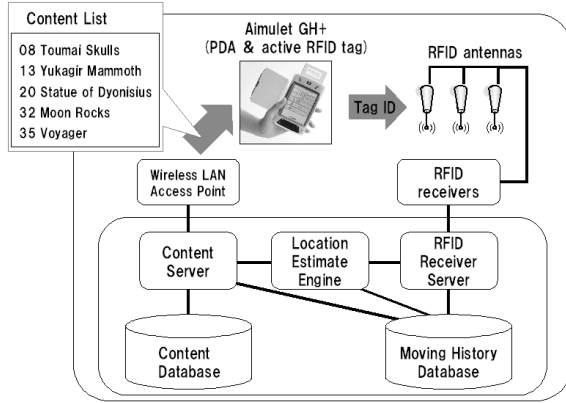 Content List
08 Toumai Skulls
13 Yukagir Mammoth
20 Statue of Dyonisius
32 Moon Rocks
35 Voyager
Aimulet GH+
(PDA & active RFID tag)
RFID antennas
Tag ID
Wireless LAN
Access Point
RFID
receivers
Content
Server
Location
Estimate
Engine
RFID
Receiver
Server
Content
Database
Moving History
Database